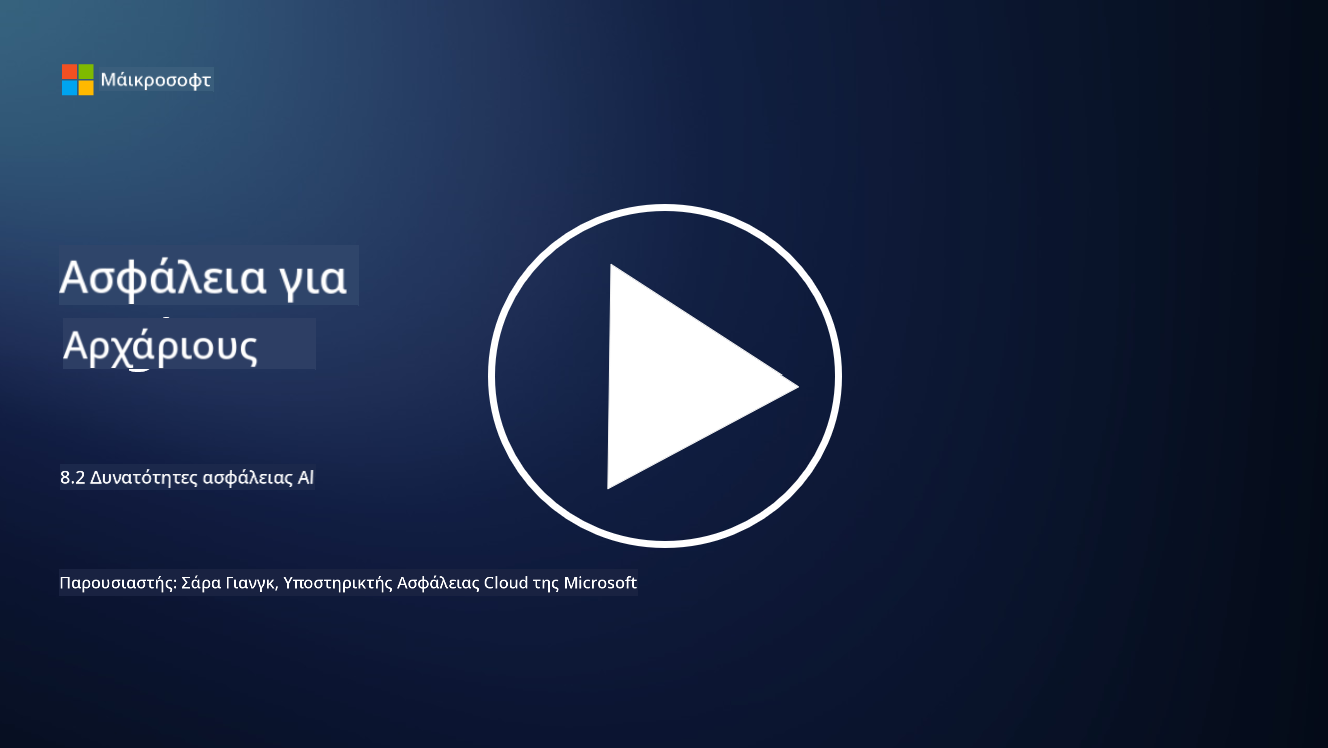 Μάικροσοφτ
Ασφάλεια για
Αρχάριους
8.2 Δυνατότητες ασφάλειας AI
Παρουσιαστής: Σάρα Γιανγκ, Υποστηρικτής Ασφάλειας Cloud της Microsoft